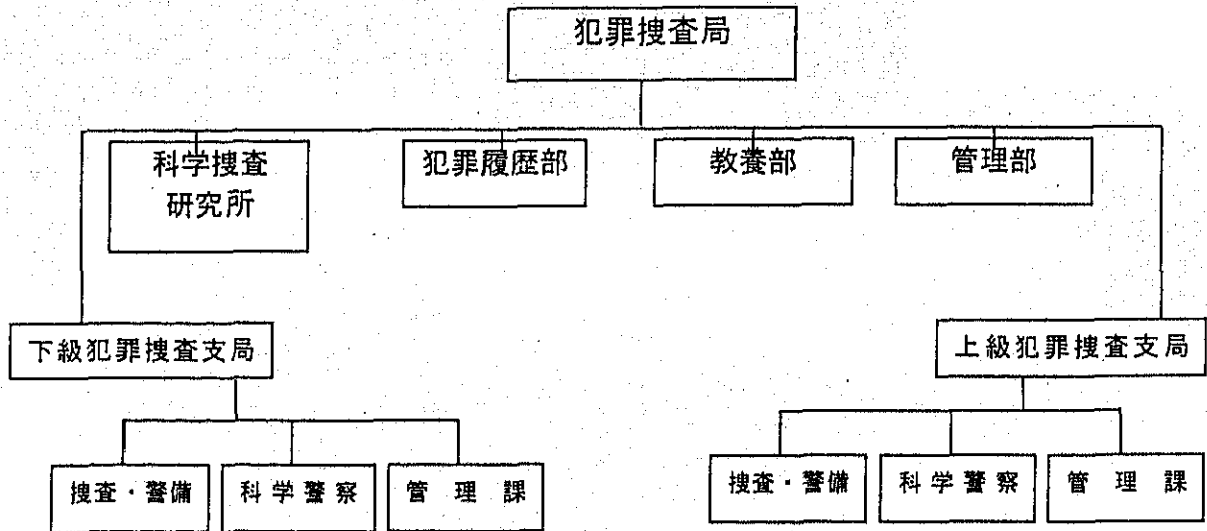 犯罪捜査局
科学捜査
研究所
犯罪履歴部
教養部
管理部
下級犯罪捜査支局
上級犯罪捜査支局
捜査・警備
科学警察
管理課
捜査・警備
科学警察
管理課